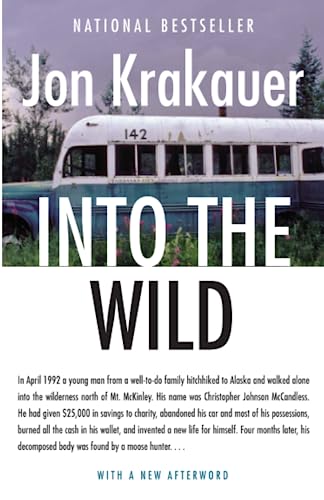 NATIONAL BESTSELLER
Jon Krakauer
142
INTO THE
WILD
In April 1992 a young man from a well-to-do family hitchhiked to Alaska and walked alone
into the wilderness north of Mt. McKinley. His name was Christopher Johnson McCandless.
He had given $25,000 in savings to charity, abandoned his car and most of his possessions,
burned all the cash in his wallet, and invented a new life for himself. Four months later, his
decomposed body was found by a moose hunter. . . .
WITH A NEW AFTERWORD